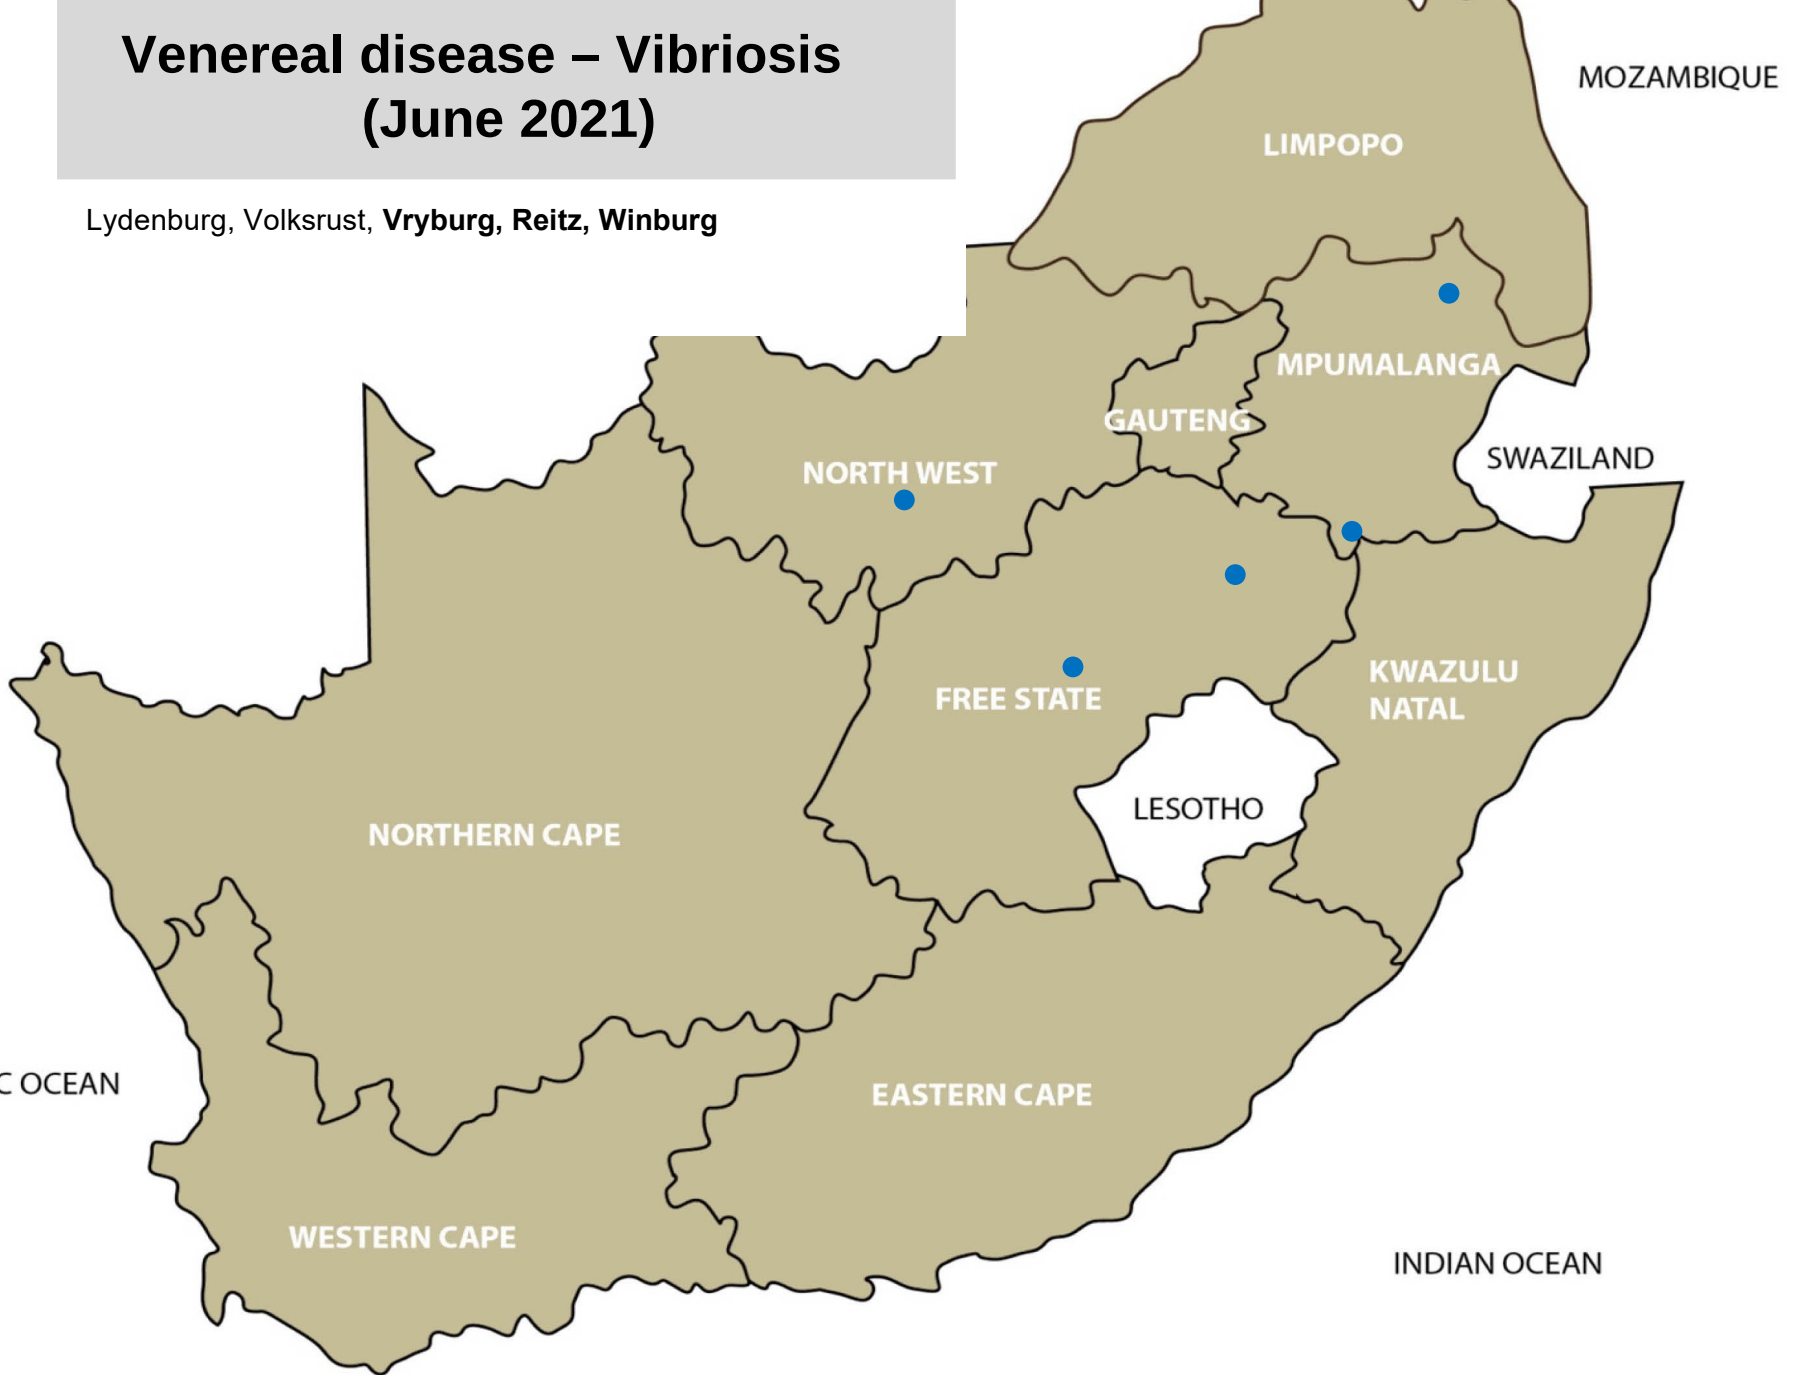 Venereal disease – Vibriosis
(June 2021)
Lydenburg, Volksrust, Vryburg, Reitz, Winburg
MOZAMBIQUE
LIMPOPO
MPUMALANGA
GAUTENG
SWAZILAND
NORTH WEST
KWAZULU
NATAL
FREE STATE
LESOTHO
NORTHERN CAPE
C OCEAN
EASTERN CAPE
WESTERN CAPE
INDIAN OCEAN